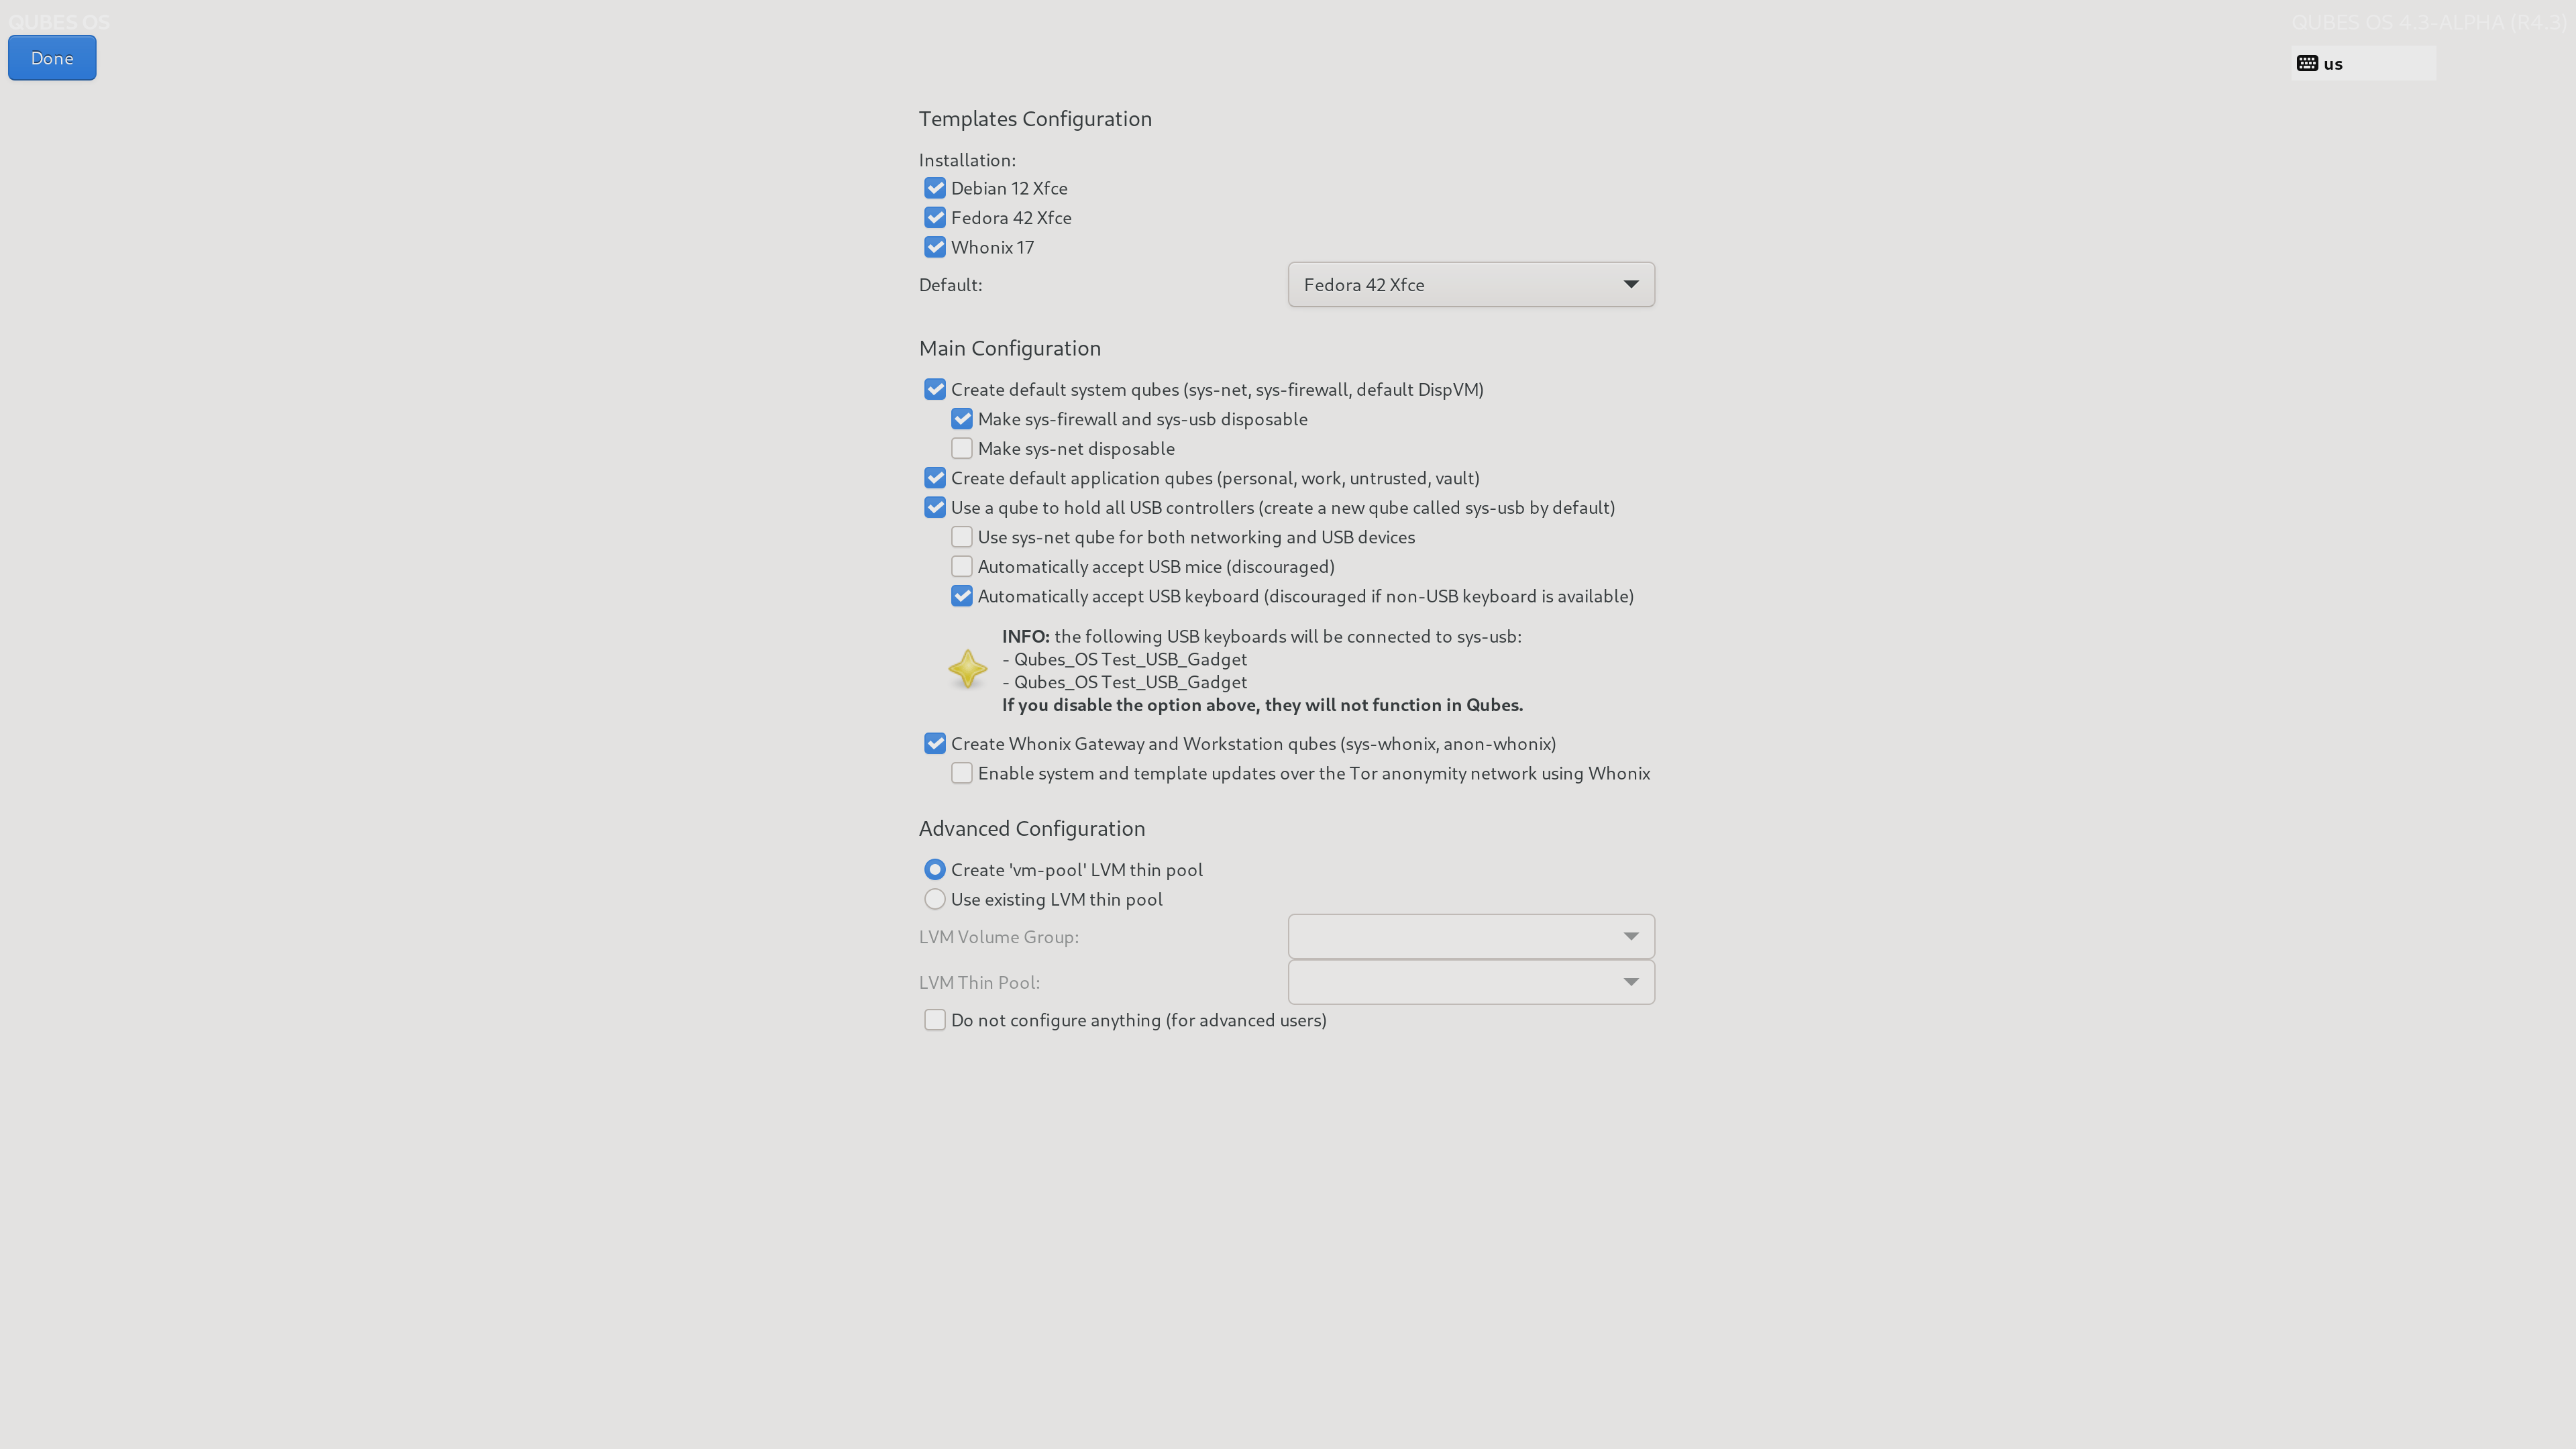 QUBES OS
QUBES OS 4.3-ALPHA (R4.3)
Done
us
Templates Configuration
Installation:
Debian 12 Xfce
Fedora 42 Xfce
Whonix 17
Default:
Fedora 42 Xfce
Main Configuration
Create default system qubes (sys-net, sys-firewall, default DispVM)
Make sys-firewall and sys-usb disposable
Make sys-net disposable
Create default application qubes (personal, work, untrusted, vault)
Use a qube to hold all USB controllers (create a new qube called sys-usb by default)
Use sys-net qube for both networking and USB devices
Automatically accept USB mice (discouraged)
Automatically accept USB keyboard (discouraged if non-USB keyboard is available)
INFO: the following USB keyboards will be connected to sys-usb:
- Qubes_OS Test_USB_Gadget
- Qubes_OS Test_USB_Gadget
If you disable the option above, they will not function in Qubes.
Create Whonix Gateway and Workstation qubes (sys-whonix, anon-whonix)
Enable system and template updates over the Tor anonymity network using Whonix
Advanced Configuration
Create 'vm-pool' LVM thin pool
Use existing LVM thin pool
LVM Volume Group:
LVM Thin Pool:
Do not configure anything (for advanced users)